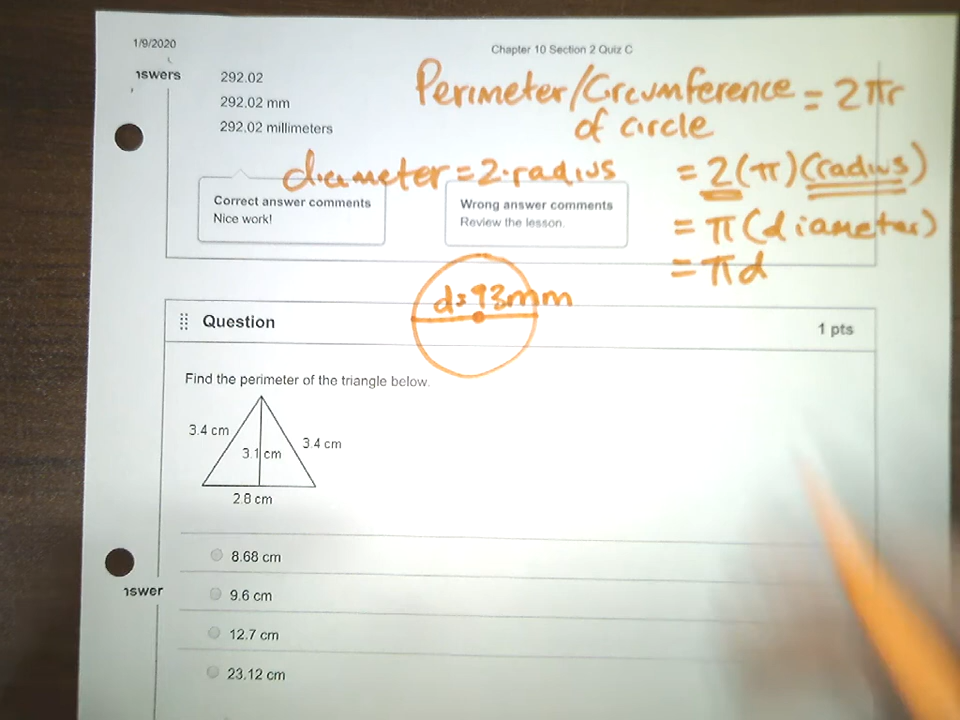 1/9/2020
Chapter 10 Section 2 Quiz C
swers
292.02
292.02 mm
292.02 millimeters
Perimeter/Circumference = 2πr
of circle
diameter = 2·radius
= 2(π)(radius)
= π(diameter)
= πd
Correct answer comments
Nice work!
Wrong answer comments
Review the lesson.
d=93mm
Question
1 pts
Find the perimeter of the triangle below.
3.4 cm
3.1 cm
3.4 cm
2.8 cm
8.68 cm
swer
9.6 cm
12.7 cm
23.12 cm